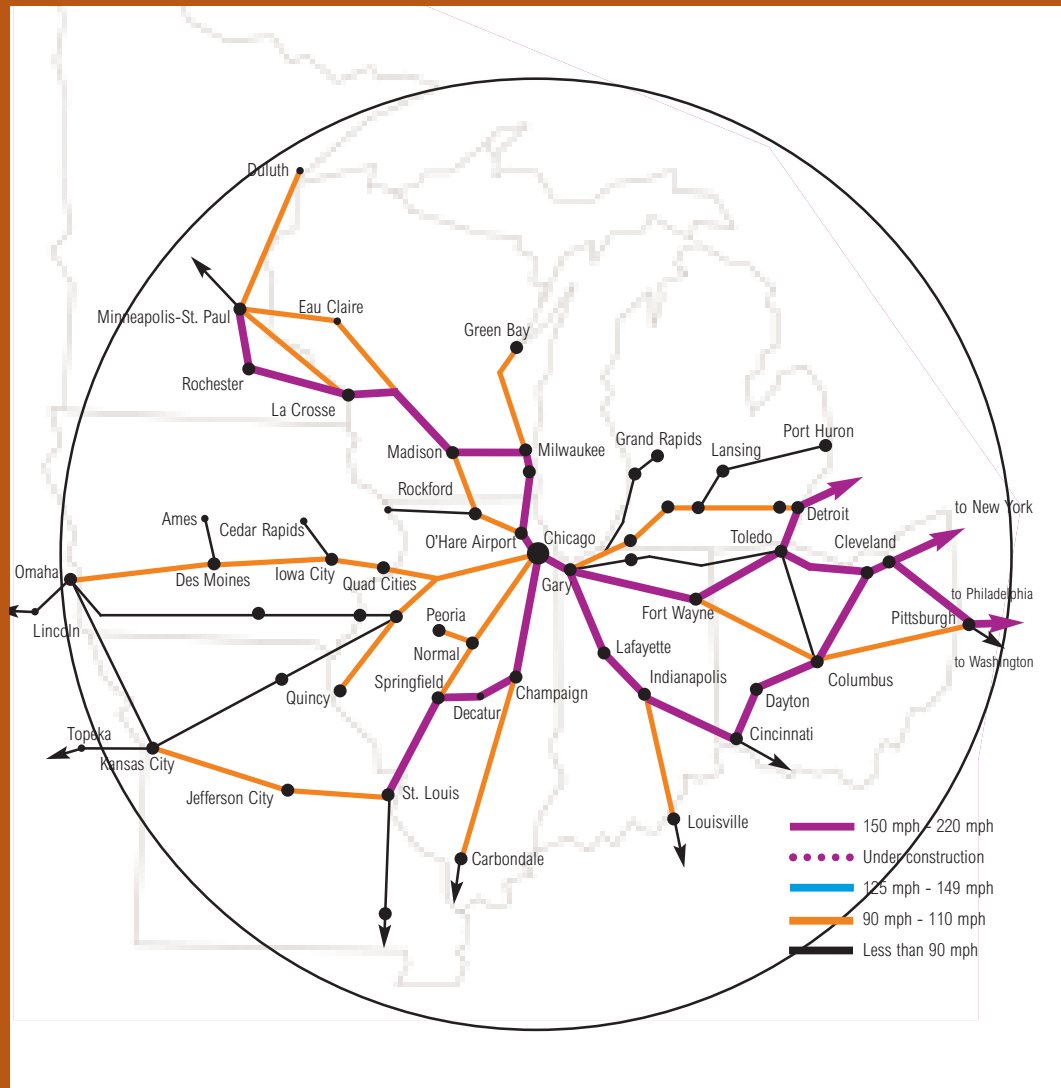 Duluth
Minneapolis-St. Paul
Eau Claire
Green Bay
Rochester
La Crosse
Madison
Milwaukee
Grand Rapids
Lansing
Port Huron
Rockford
Ames
Cedar Rapids
O'Hare Airport
Chicago
Detroit
to New York
Toledo
Cleveland
Omaha
Des Moines
Iowa City
Quad Cities
Gary
Lincoln
Peoria
Fort Wayne
to Philadelphia
Pittsburgh
Normal
Lafayette
to Washington
Quincy
Springfield
Decatur
Champaign
Indianapolis
Columbus
Dayton
Topeka
Kansas City
Cincinnati
Jefferson City
St. Louis
Louisville
Carbondale
150 mph - 220 mph
Under construction
125 mph - 149 mph
90 mph - 110 mph
Less than 90 mph